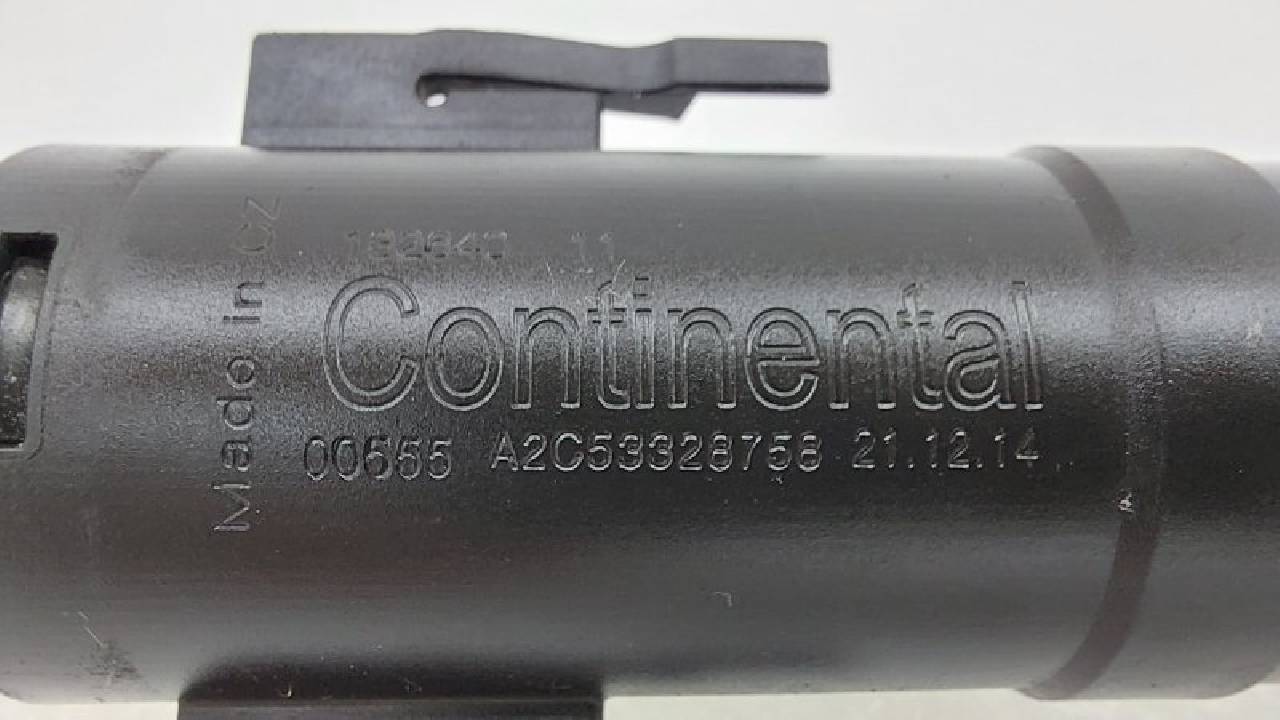 Made in CZ
11
Continental
00555 A2C53328758 21.12.14